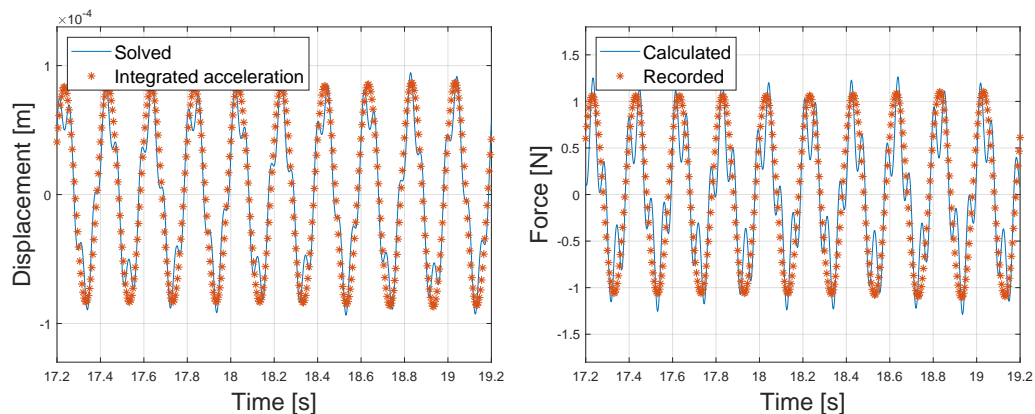 ×10⁻⁴
Solved
Integrated acceleration
1
0
-1
Displacement [m]
17.2 17.4 17.6 17.8 18 18.2 18.4 18.6 18.8 19 19.2
Time [s]
Calculated
Recorded
1.5
1
0.5
0
-0.5
-1
-1.5
Force [N]
17.2 17.4 17.6 17.8 18 18.2 18.4 18.6 18.8 19 19.2
Time [s]